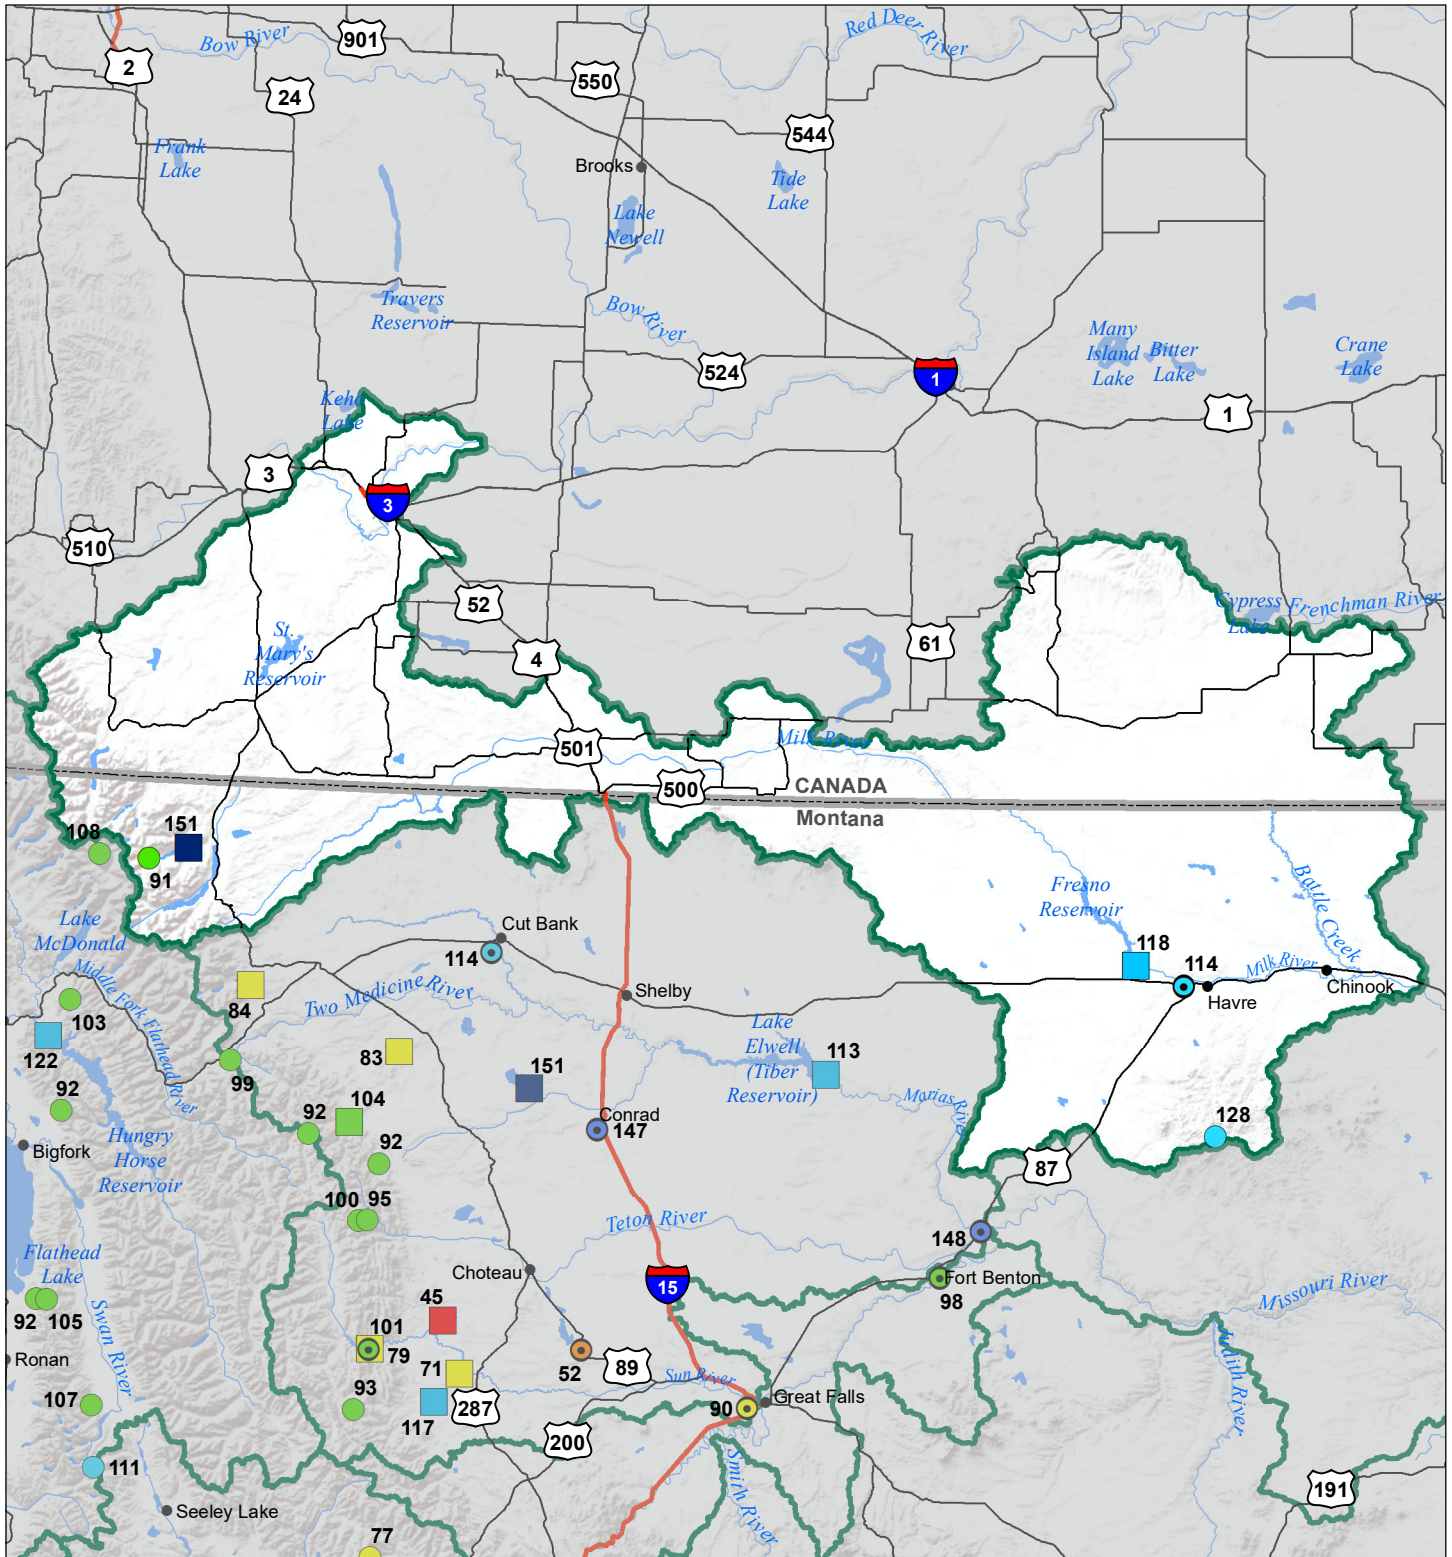 Bow River
901
Red Deer
River
2
24
550
544
Frank
Lake
Brooks
Tide
Lake
Lake
Newell
Travers
Reservoir
Bow River
Many
Island
Lake
Bitter
Lake
Crane
Lake
524
1
1
Keho
Lake
3
3
510
52
Cypress
Lake
Frenchman River
St.
Mary's
Reservoir
4
61
501
Milk River
500
CANADA
Montana
108
151
91
Fresno
Reservoir
Battle Creek
Lake
McDonald
Cut Bank
114
118
114
Milk River
Havre
Chinook
Middle Fork Flathead River
84
Two Medicine River
Shelby
103
122
Lake
Elwell
(Tiber
Reservoir)
113
83
99
92
151
104
92
Marias River
Conrad
147
128
Bigfork
Hungry
Horse
Reservoir
92
87
100
95
Teton River
148
Flathead
Lake
Choteau
15
Fort Benton
98
Missouri River
92
105
Swan River
45
101
79
Ronan
52
89
71
Sun River
Judith River
107
93
117
287
90
Great Falls
200
111
Smith River
191
Seeley Lake
77